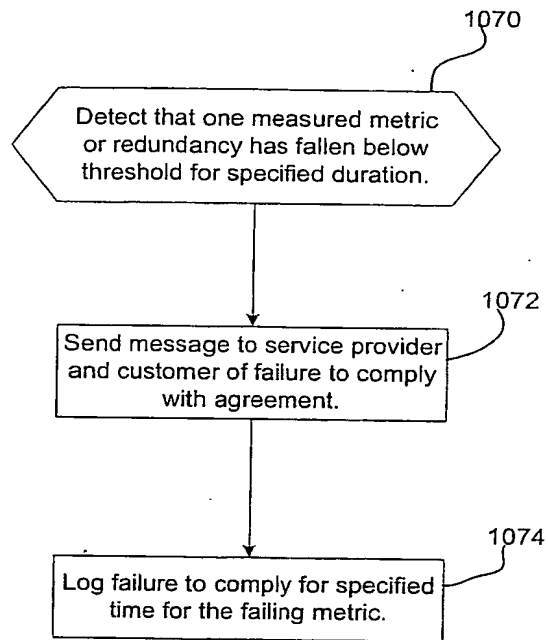 1070
Detect that one measured metric
or redundancy has fallen below
threshold for specified duration.
1072
Send message to service provider
and customer of failure to comply
with agreement.
1074
Log failure to comply for specified
time for the failing metric.